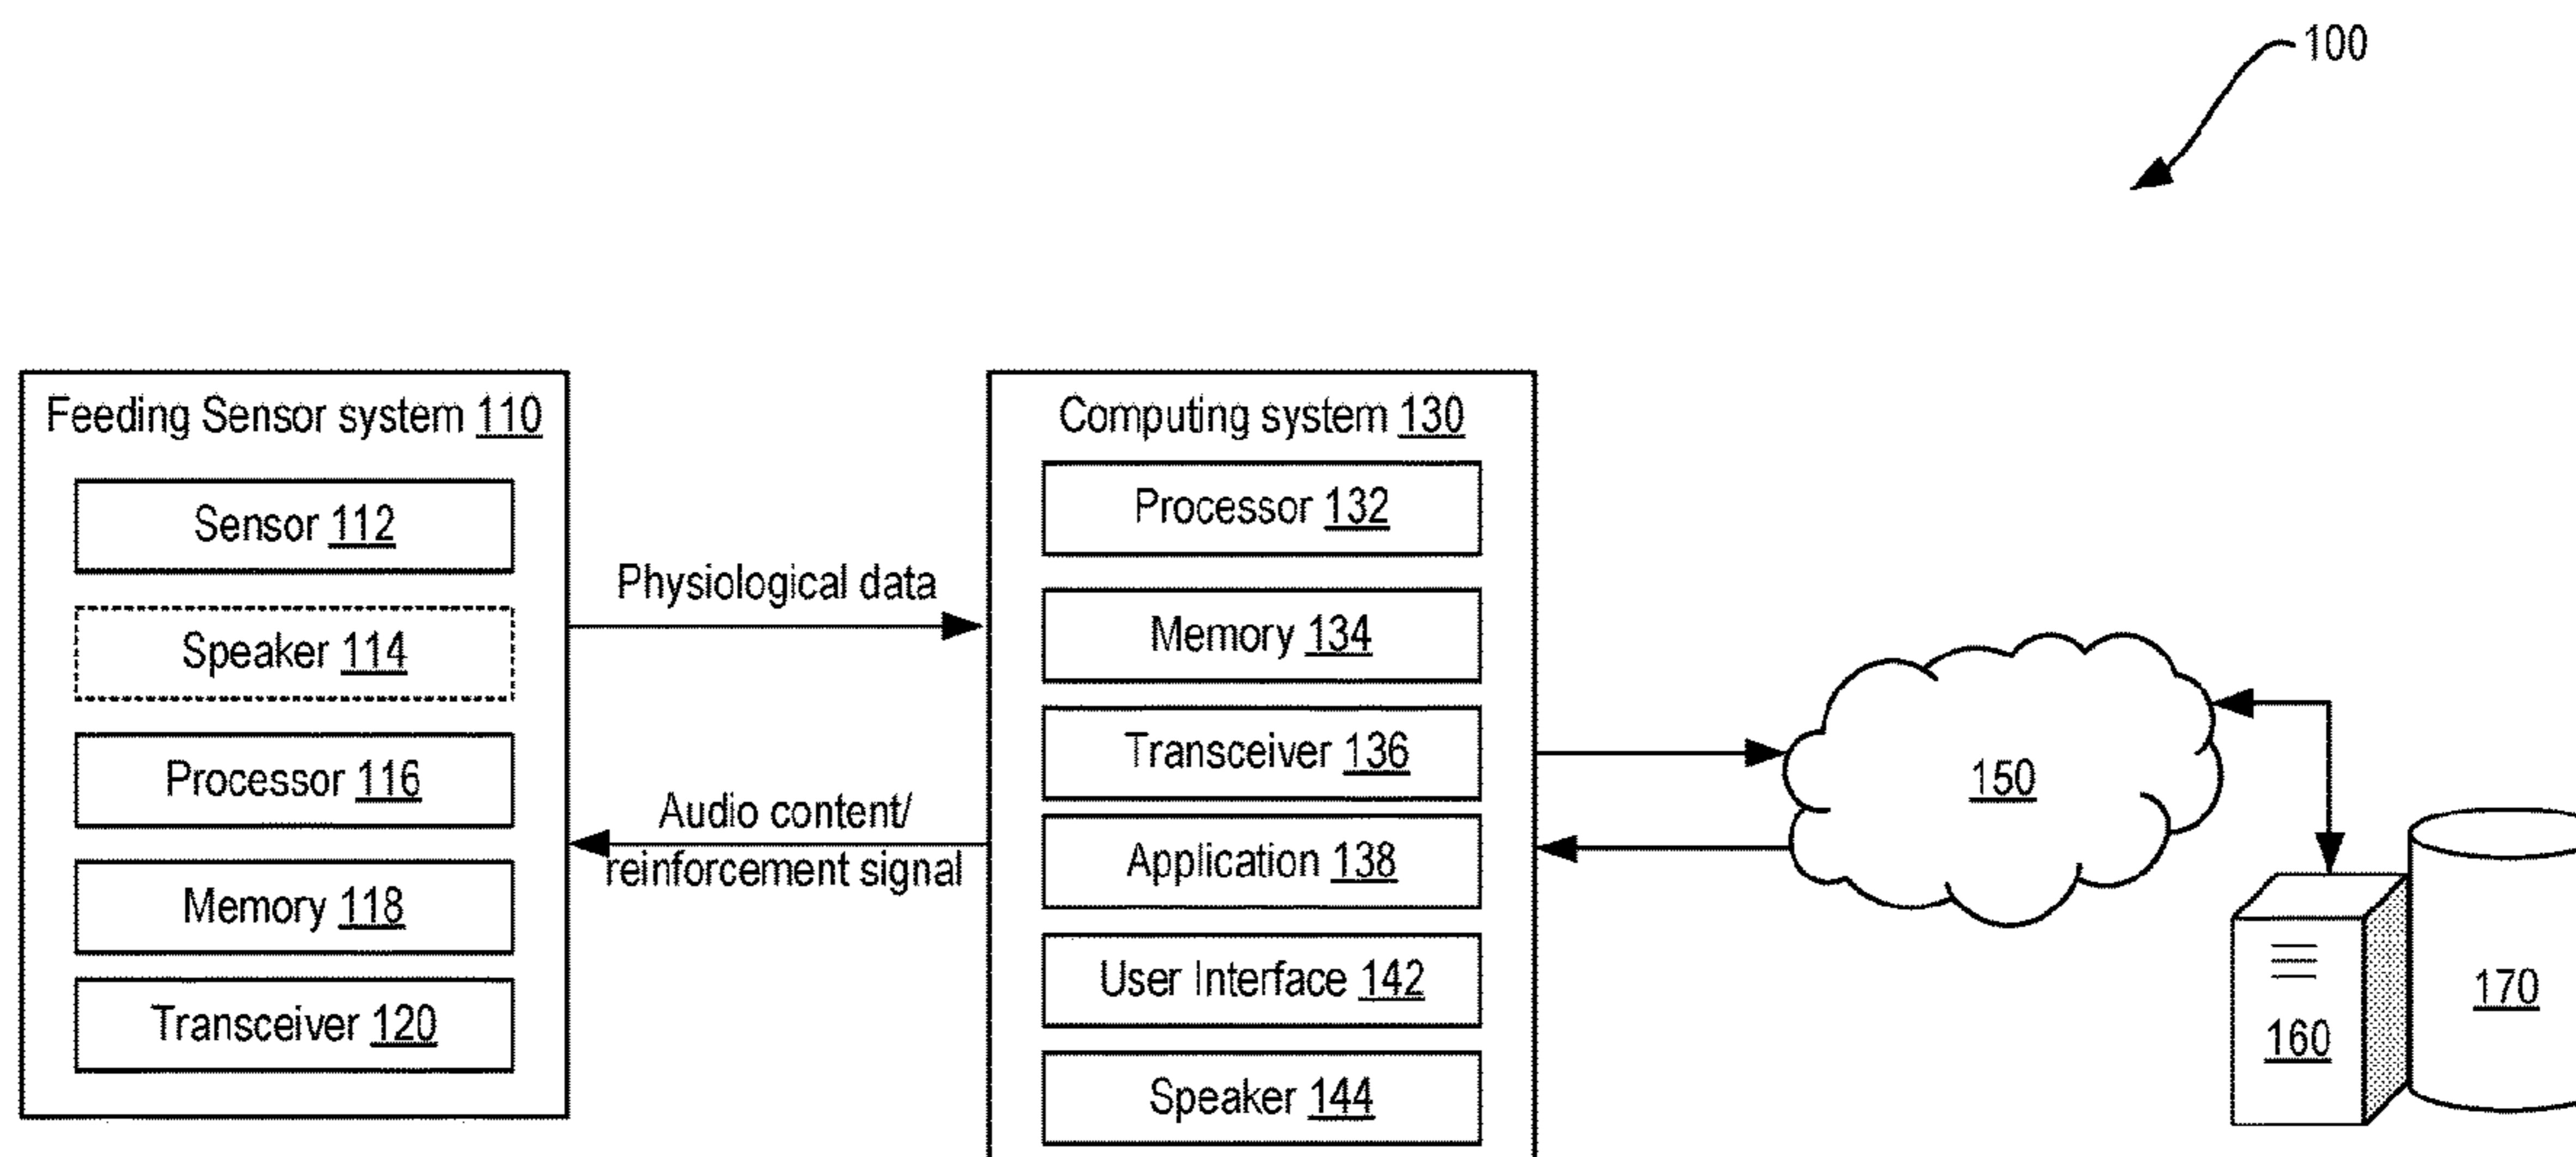 100
Feeding Sensor system 110
Sensor 112
Speaker 114
Processor 116
Memory 118
Transceiver 120
Physiological data
Audio content/
reinforcement signal
Computing system 130
Processor 132
Memory 134
Transceiver 136
Application 138
User Interface 142
Speaker 144
150
160
170